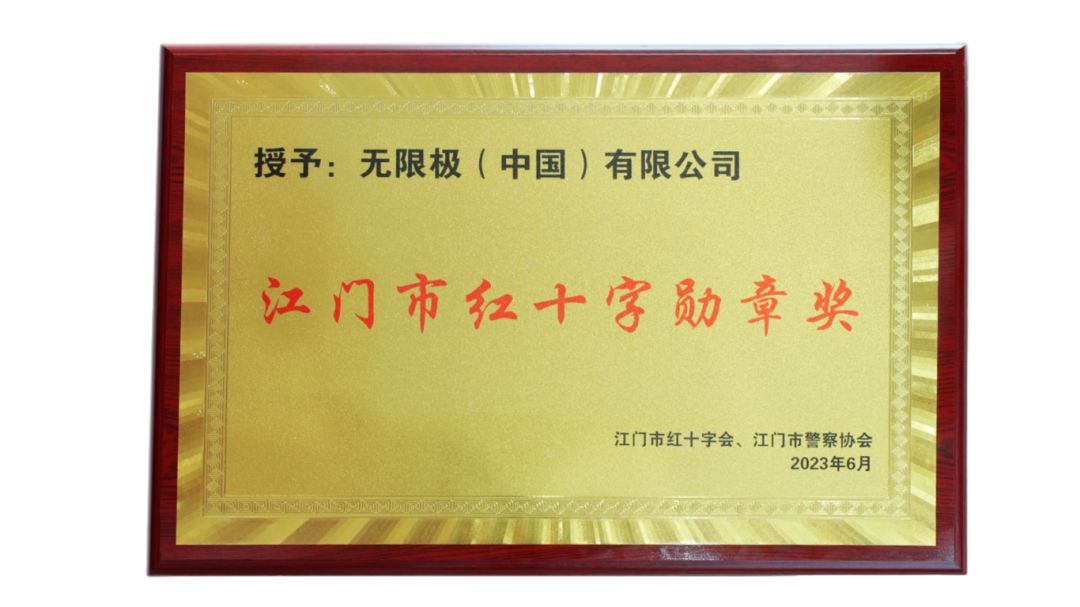 授予：无限极（中国）有限公司
江门市红十字勋章奖
江门市红十字会、江门市警察协会
2023年6月